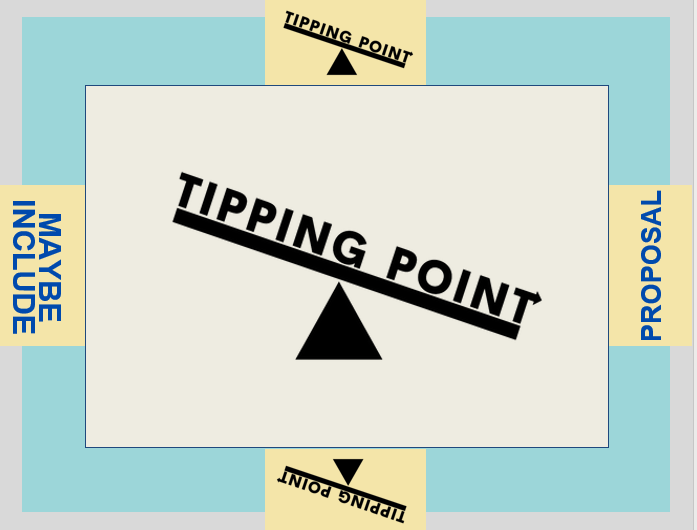 TIPPING POINT
MAYBE
INCLUDE
TIPPING POINT
PROPOSAL
TIPPING POINT